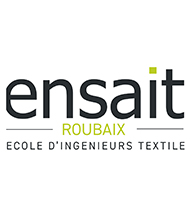 ensait
ROUBAIX
ECOLE D'INGENIEURS TEXTILE